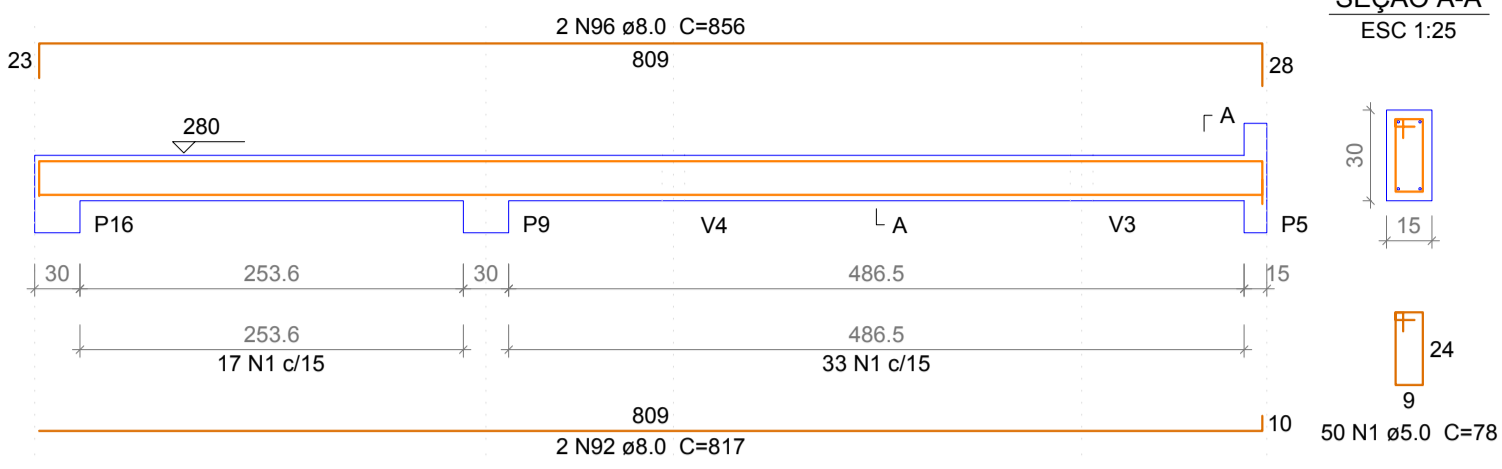 2 N96 ø8.0 C=856
23
809
28
SEÇÃO A-A
ESC 1:25
280
A
P16
P9
V4
A
V3
P5
30
15
30
253.6
30
486.5
15
253.6
17 N1 c/15
486.5
33 N1 c/15
24
9
50 N1 ø5.0 C=78
809
10
2 N92 ø8.0 C=817